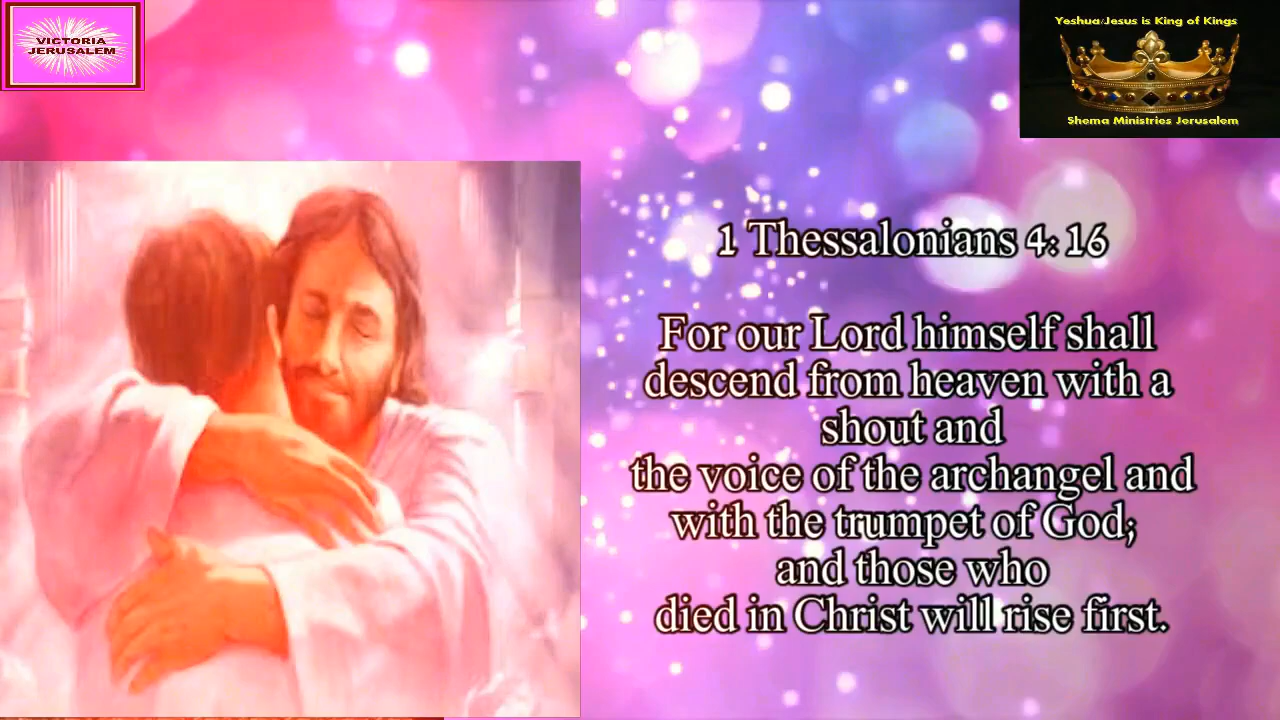 VICTORIA
JERUSALEM
Yeshua/Jesus is King of Kings
Shema Ministries Jerusalem
1 Thessalonians 4: 16
For our Lord himself shall
descend from heaven with a
shout and
the voice of the archangel and
with the trumpet of God;
and those who
died in Christ will rise first.